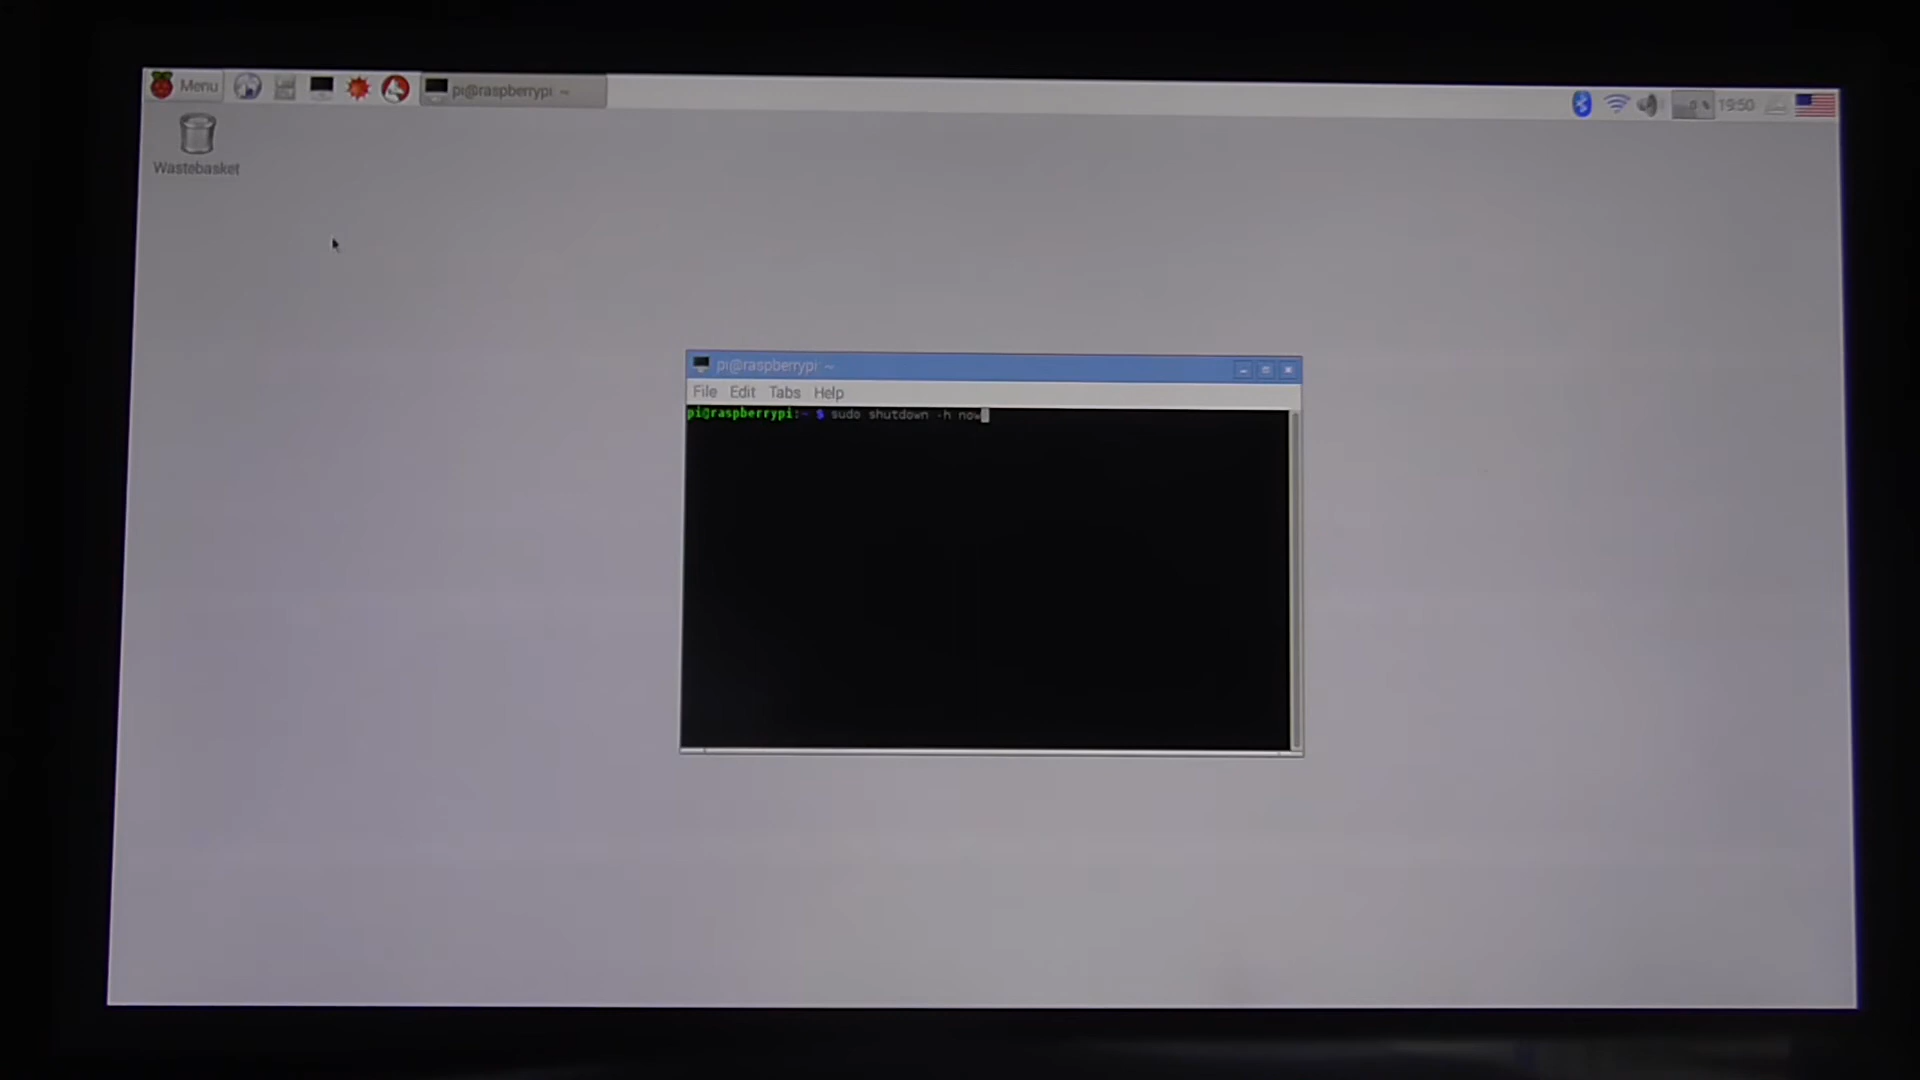 Menu
pi@raspberrypi: ~
19:50
Wastebasket
pi@raspberrypi: ~
File Edit Tabs Help
pi@raspberrypi:~ $ sudo shutdown -h now